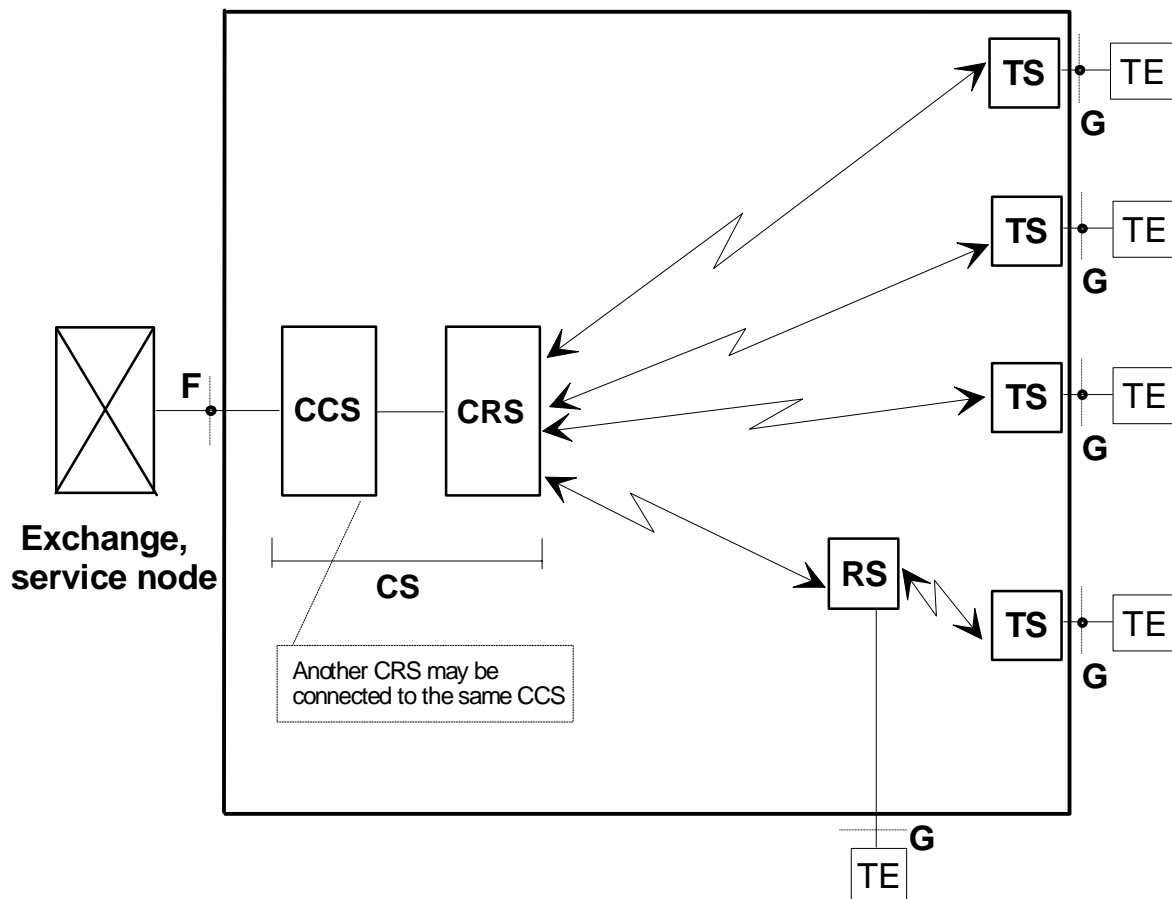 TS
TE
G
TS
TE
G
F
CCS
CRS
TS
TE
G
Exchange,
service node
CS
RS
TS
TE
G
Another CRS may be
connected to the same CCS
G
TE